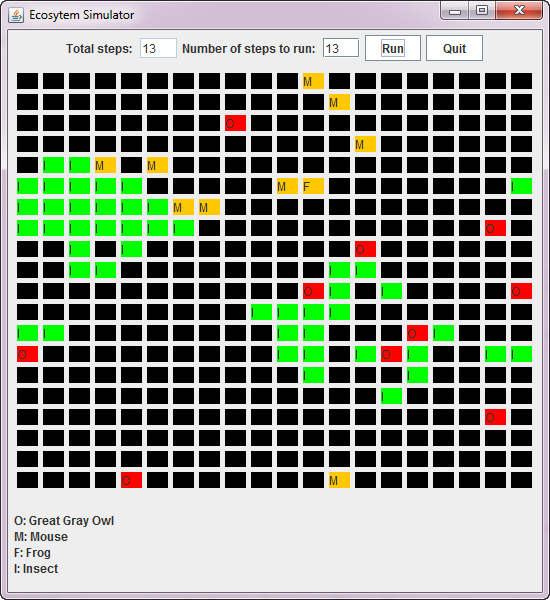 Ecosytem Simulator
Total steps: 13 Number of steps to run: 13 Run Quit
M
M
O
M
I I M M
I I I I I M F I
I I I I I I M M
I I I I I I I O
I I O
I I I I
O I I O
I I I I
I I I I O I
O I I I O I I I
I I
I
O
O M
O: Great Gray Owl
M: Mouse
F: Frog
I: Insect